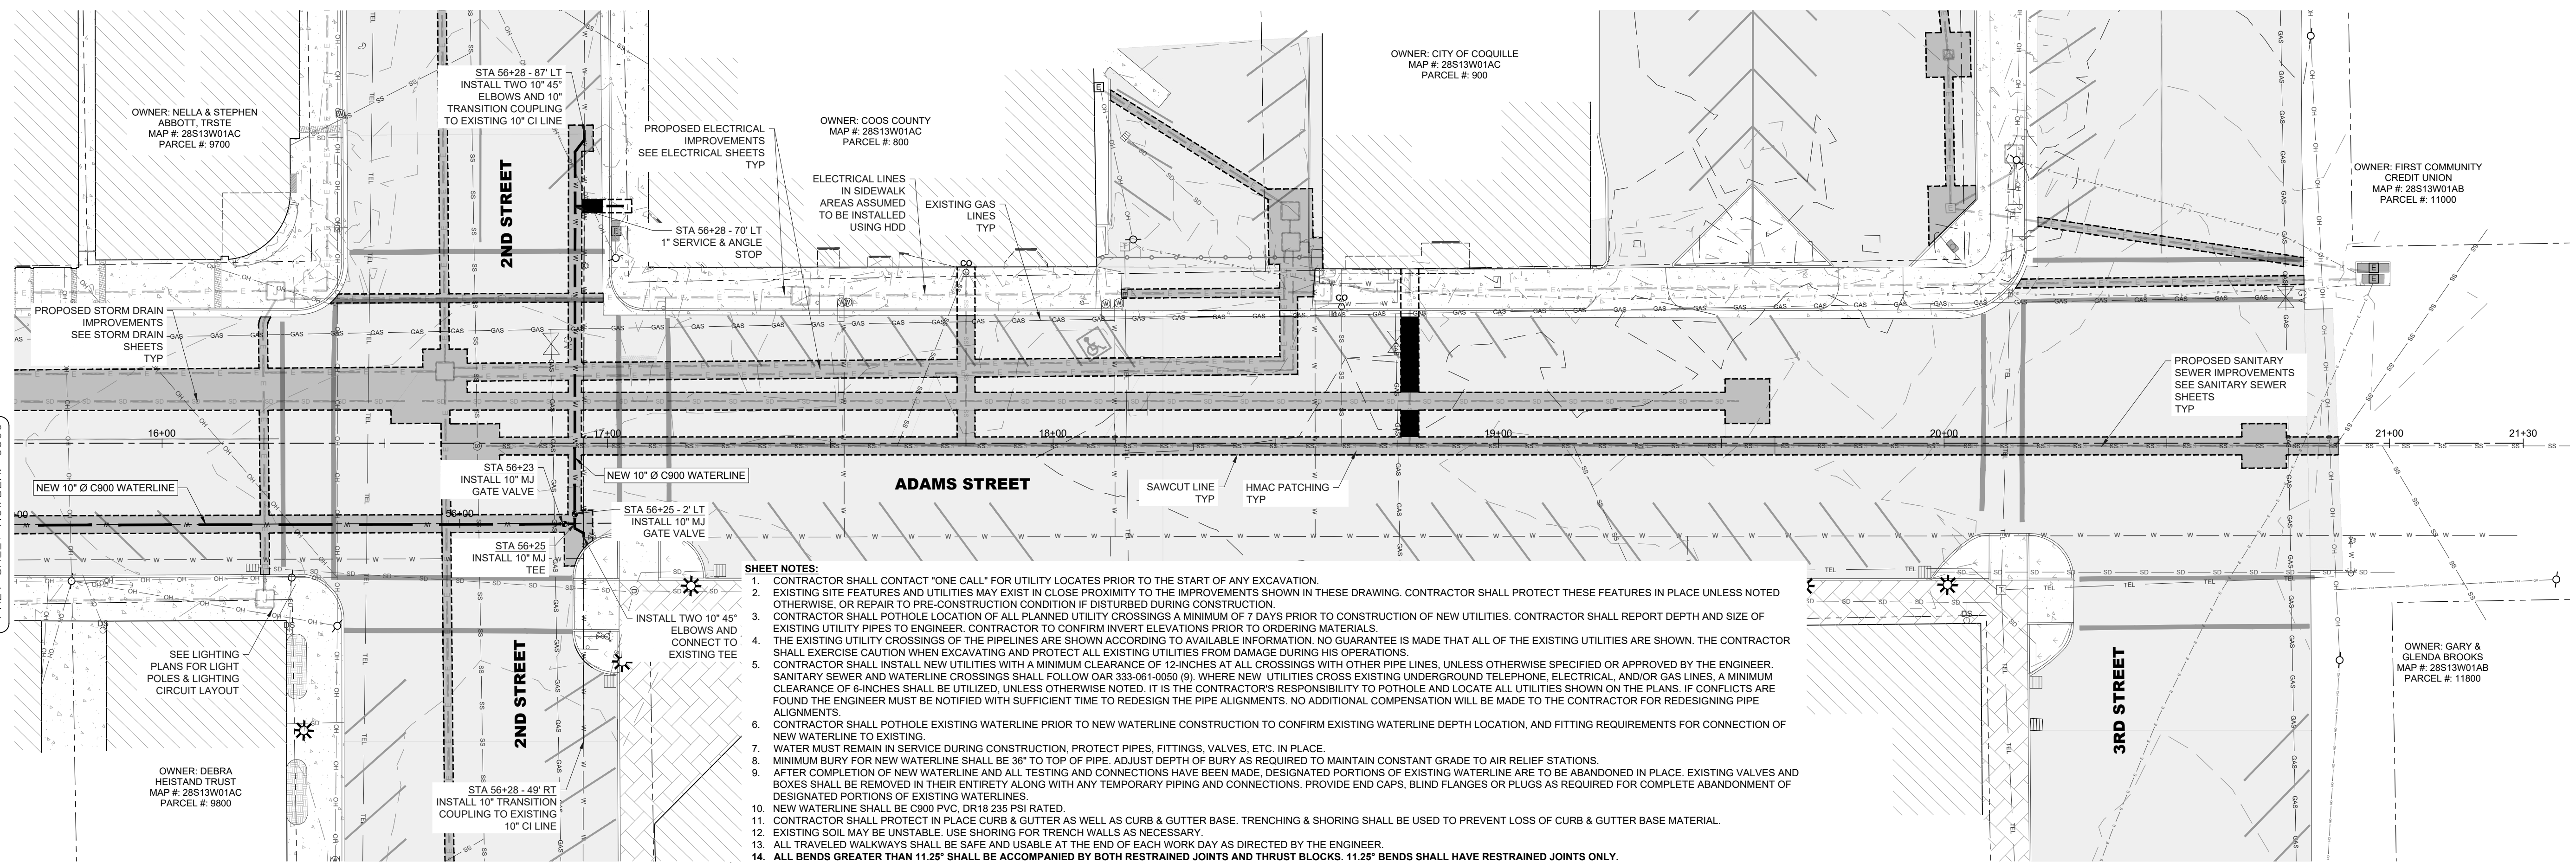 STA 56+28 - 87' LT
INSTALL TWO 10" 45°
ELBOWS AND 10"
TRANSITION COUPLING
TO EXISTING 10" CI LINE
OWNER: NELLA & STEPHEN
ABBOTT, TRSTE
MAP #: 28S13W01AC
PARCEL #: 9700
PROPOSED ELECTRICAL
IMPROVEMENTS
SEE ELECTRICAL SHEETS
TYP
OWNER: COOS COUNTY
MAP #: 28S13W01AC
PARCEL #: 800
OWNER: CITY OF COQUILLE
MAP #: 28S13W01AC
PARCEL #: 900
OWNER: FIRST COMMUNITY
CREDIT UNION
MAP #: 28S13W01AB
PARCEL #: 11000
2ND STREET
ELECTRICAL LINES
IN SIDEWALK
AREAS ASSUMED
TO BE INSTALLED
USING HDD
EXISTING GAS
LINES
TYP
STA 56+28 - 70' LT
1" SERVICE & ANGLE
STOP
CO
CO
PROPOSED STORM DRAIN
IMPROVEMENTS
SEE STORM DRAIN
SHEETS
TYP
PROPOSED SANITARY
SEWER IMPROVEMENTS
SEE SANITARY SEWER
SHEETS
TYP
16+00
17+00
18+00
19+00
20+00
21+00
21+30
STA 56+23
INSTALL 10" MJ
GATE VALVE
NEW 10" Ø C900 WATERLINE
NEW 10" Ø C900 WATERLINE
ADAMS STREET
SAWCUT LINE
TYP
HMAC PATCHING
TYP
56+00
STA 56+25 - 2' LT
INSTALL 10" MJ
GATE VALVE
STA 56+25
INSTALL 10" MJ
TEE
INSTALL TWO 10" 45°
ELBOWS AND
CONNECT TO
EXISTING TEE
SEE LIGHTING
PLANS FOR LIGHT
POLES & LIGHTING
CIRCUIT LAYOUT
2ND STREET
3RD STREET
OWNER: GARY &
GLENDA BROOKS
MAP #: 28S13W01AB
PARCEL #: 11800
OWNER: DEBRA
HEISTAND TRUST
MAP #: 28S13W01AC
PARCEL #: 9800
STA 56+28 - 49' RT
INSTALL 10" TRANSITION
COUPLING TO EXISTING
10" CI LINE
SHEET NOTES:
1. CONTRACTOR SHALL CONTACT "ONE CALL" FOR UTILITY LOCATES PRIOR TO THE START OF ANY EXCAVATION.
2. EXISTING SITE FEATURES AND UTILITIES MAY EXIST IN CLOSE PROXIMITY TO THE IMPROVEMENTS SHOWN IN THESE DRAWING. CONTRACTOR SHALL PROTECT THESE FEATURES IN PLACE UNLESS NOTED
OTHERWISE, OR REPAIR TO PRE-CONSTRUCTION CONDITION IF DISTURBED DURING CONSTRUCTION.
3. CONTRACTOR SHALL POTHOLE LOCATION OF ALL PLANNED UTILITY CROSSINGS A MINIMUM OF 7 DAYS PRIOR TO CONSTRUCTION OF NEW UTILITIES. CONTRACTOR SHALL REPORT DEPTH AND SIZE OF
EXISTING UTILITY PIPES TO ENGINEER. CONTRACTOR TO CONFIRM INVERT ELEVATIONS PRIOR TO ORDERING MATERIALS.
4. THE EXISTING UTILITY CROSSINGS OF THE PIPELINES ARE SHOWN ACCORDING TO AVAILABLE INFORMATION. NO GUARANTEE IS MADE THAT ALL OF THE EXISTING UTILITIES ARE SHOWN. THE CONTRACTOR
SHALL EXERCISE CAUTION WHEN EXCAVATING AND PROTECT ALL EXISTING UTILITIES FROM DAMAGE DURING HIS OPERATIONS.
5. CONTRACTOR SHALL INSTALL NEW UTILITIES WITH A MINIMUM CLEARANCE OF 12-INCHES AT ALL CROSSINGS WITH OTHER PIPE LINES, UNLESS OTHERWISE SPECIFIED OR APPROVED BY THE ENGINEER.
SANITARY SEWER AND WATERLINE CROSSINGS SHALL FOLLOW OAR 333-061-0050 (9). WHERE NEW UTILITIES CROSS EXISTING UNDERGROUND TELEPHONE, ELECTRICAL, AND/OR GAS LINES, A MINIMUM
CLEARANCE OF 6-INCHES SHALL BE UTILIZED, UNLESS OTHERWISE NOTED. IT IS THE CONTRACTOR'S RESPONSIBILITY TO POTHOLE AND LOCATE ALL UTILITIES SHOWN ON THE PLANS. IF CONFLICTS ARE
FOUND THE ENGINEER MUST BE NOTIFIED WITH SUFFICIENT TIME TO REDESIGN THE PIPE ALIGNMENTS. NO ADDITIONAL COMPENSATION WILL BE MADE TO THE CONTRACTOR FOR REDESIGNING PIPE
ALIGNMENTS.
6. CONTRACTOR SHALL POTHOLE EXISTING WATERLINE PRIOR TO NEW WATERLINE CONSTRUCTION TO CONFIRM EXISTING WATERLINE DEPTH LOCATION, AND FITTING REQUIREMENTS FOR CONNECTION OF
NEW WATERLINE TO EXISTING.
7. WATER MUST REMAIN IN SERVICE DURING CONSTRUCTION, PROTECT PIPES, FITTINGS, VALVES, ETC. IN PLACE.
8. MINIMUM BURY FOR NEW WATERLINE SHALL BE 36" TO TOP OF PIPE. ADJUST DEPTH OF BURY AS REQUIRED TO MAINTAIN CONSTANT GRADE TO AIR RELIEF STATIONS.
9. AFTER COMPLETION OF NEW WATERLINE AND ALL TESTING AND CONNECTIONS HAVE BEEN MADE, DESIGNATED PORTIONS OF EXISTING WATERLINE ARE TO BE ABANDONED IN PLACE. EXISTING VALVES AND
BOXES SHALL BE REMOVED IN THEIR ENTIRETY ALONG WITH ANY TEMPORARY PIPING AND CONNECTIONS. PROVIDE END CAPS, BLIND FLANGES OR PLUGS AS REQUIRED FOR COMPLETE ABANDONMENT OF
DESIGNATED PORTIONS OF EXISTING WATERLINES.
10. NEW WATERLINE SHALL BE C900 PVC, DR18 235 PSI RATED.
11. CONTRACTOR SHALL PROTECT IN PLACE CURB & GUTTER AS WELL AS CURB & GUTTER BASE. TRENCHING & SHORING SHALL BE USED TO PREVENT LOSS OF CURB & GUTTER BASE MATERIAL.
12. EXISTING SOIL MAY BE UNSTABLE. USE SHORING FOR TRENCH WALLS AS NECESSARY.
13. ALL TRAVELED WALKWAYS SHALL BE SAFE AND USABLE AT THE END OF EACH WORK DAY AS DIRECTED BY THE ENGINEER.
14. ALL BENDS GREATER THAN 11.25° SHALL BE ACCOMPANIED BY BOTH RESTRAINED JOINTS AND THRUST BLOCKS. 11.25° BENDS SHALL HAVE RESTRAINED JOINTS ONLY.